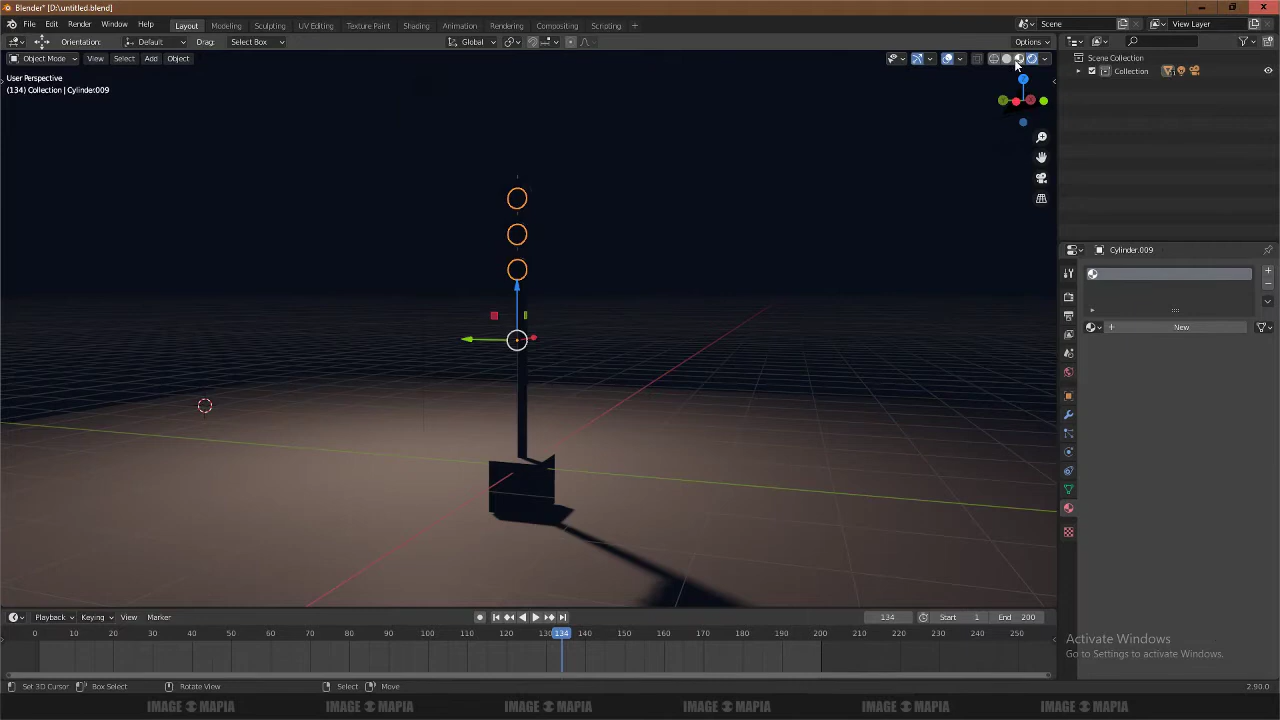 Blender* [D:\untitled.blend]
File Edit Render Window Help Layout Modeling Sculpting UV Editing Texture Paint Shading Animation Rendering Compositing Scripting + Scene View Layer
Orientation: Default Drag: Select Box Global Options
Object Mode View Select Add Object
User Perspective
(134) Collection | Cylinder.009
Scene Collection
Collection
Cylinder.009
New
Playback Keying View Marker 134 Start 1 End 200
0 10 20 30 40 50 60 70 80 90 100 110 120 130 134 140 150 160 170 180 190 200 210 220 230 240 250
Activate Windows
Go to Settings to activate Windows.
Set 3D Cursor Box Select Rotate View Select Move 2.90.0
IMAGE MAPIA IMAGE MAPIA IMAGE MAPIA IMAGE MAPIA IMAGE MAPIA IMAGE MAPIA